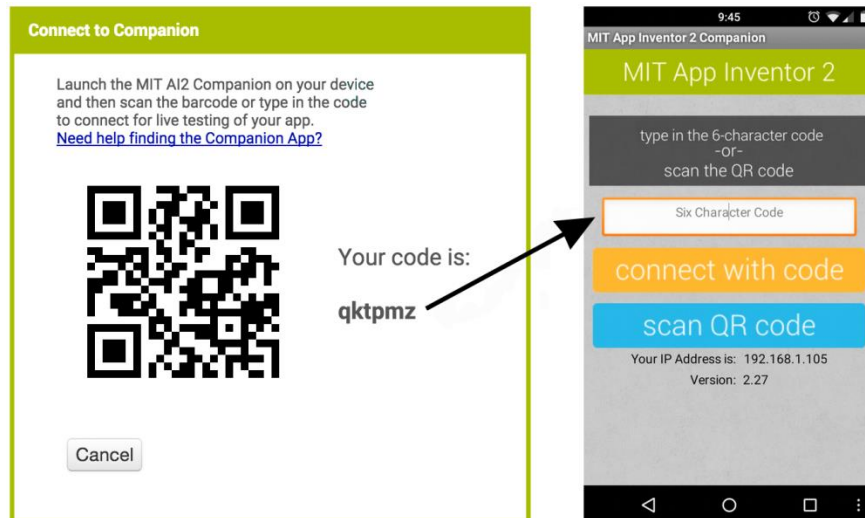 Connect to Companion
Launch the MIT AI2 Companion on your device
and then scan the barcode or type in the code
to connect for live testing of your app.
Need help finding the Companion App?
Your code is:
qktpmz
Cancel
9:45
MIT App Inventor 2 Companion
MIT App Inventor 2
type in the 6-character code
-or-
scan the QR code
Six Character Code
connect with code
scan QR code
Your IP Address is: 192.168.1.105
Version: 2.27